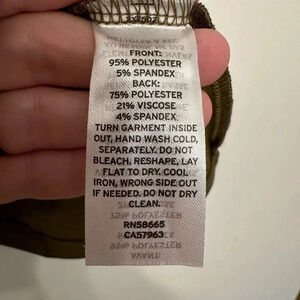 FRONT:
95% POLYESTER
5% SPANDEX
BACK:
75% POLYESTER
21% VISCOSE
4% SPANDEX
TURN GARMENT INSIDE
OUT, HAND WASH COLD,
SEPARATELY. DO NOT
BLEACH. RESHAPE, LAY
FLAT TO DRY. COOL
IRON, WRONG SIDE OUT
IF NEEDED. DO NOT DRY
CLEAN.
RN58665
CA57963